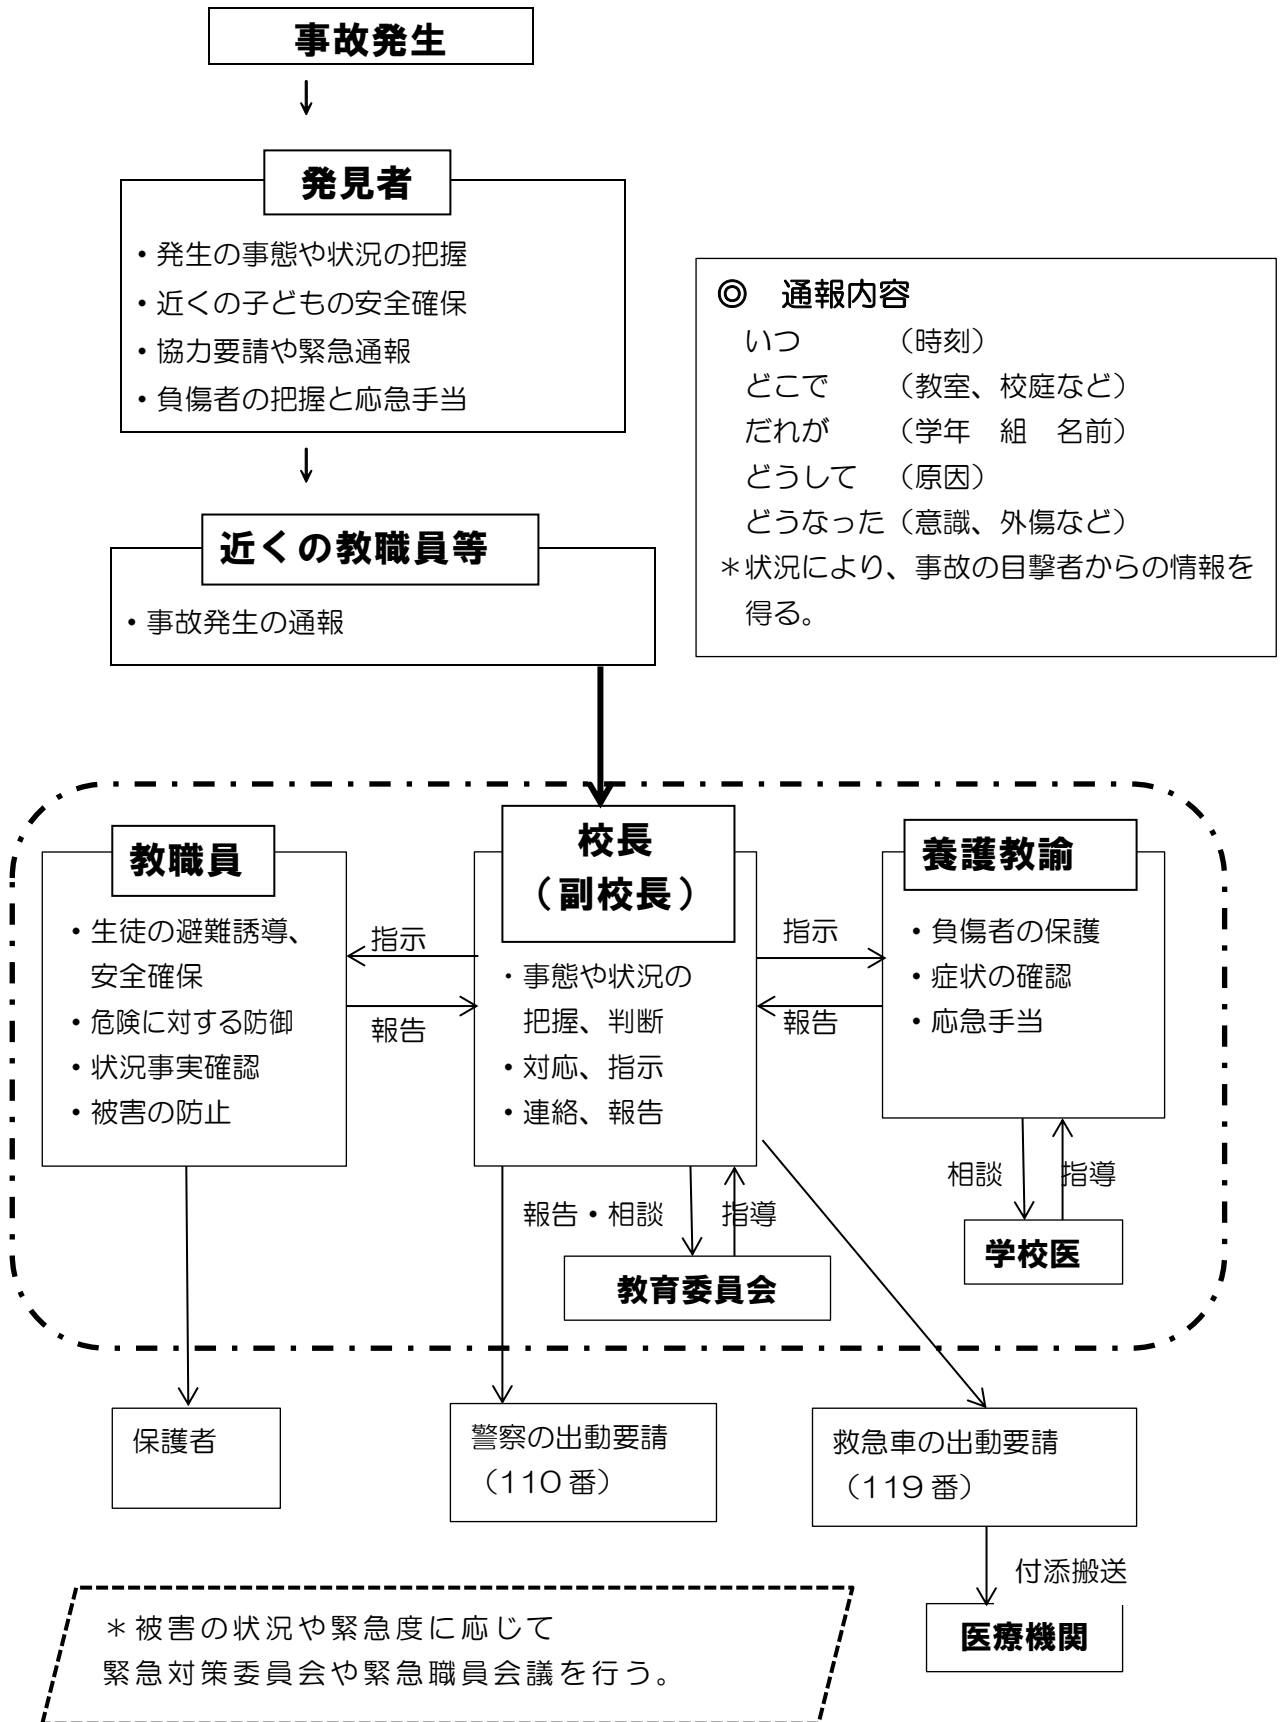 事故発生
発見者
・発生の事態や状況の把握
・近くの子どもの安全確保
・協力要請や緊急通報
・負傷者の把握と応急手当
◎　通報内容
いつ　　　（時刻）
どこで　　（教室、校庭など）
だれが　　（学年　組　名前）
どうして　（原因）
どうなった（意識、外傷など）
＊状況により、事故の目撃者からの情報を
得る。
近くの教職員等
・事故発生の通報
教職員
・生徒の避難誘導、
安全確保
・危険に対する防御
・状況事実確認
・被害の防止
指示
報告
校長
（副校長）
・事態や状況の
把握、判断
・対応、指示
・連絡、報告
指示
報告
養護教諭
・負傷者の保護
・症状の確認
・応急手当
報告・相談
指導
教育委員会
相談
指導
学校医
保護者
警察の出動要請
（110番）
救急車の出動要請
（119番）
付添搬送
医療機関
＊被害の状況や緊急度に応じて
緊急対策委員会や緊急職員会議を行う。